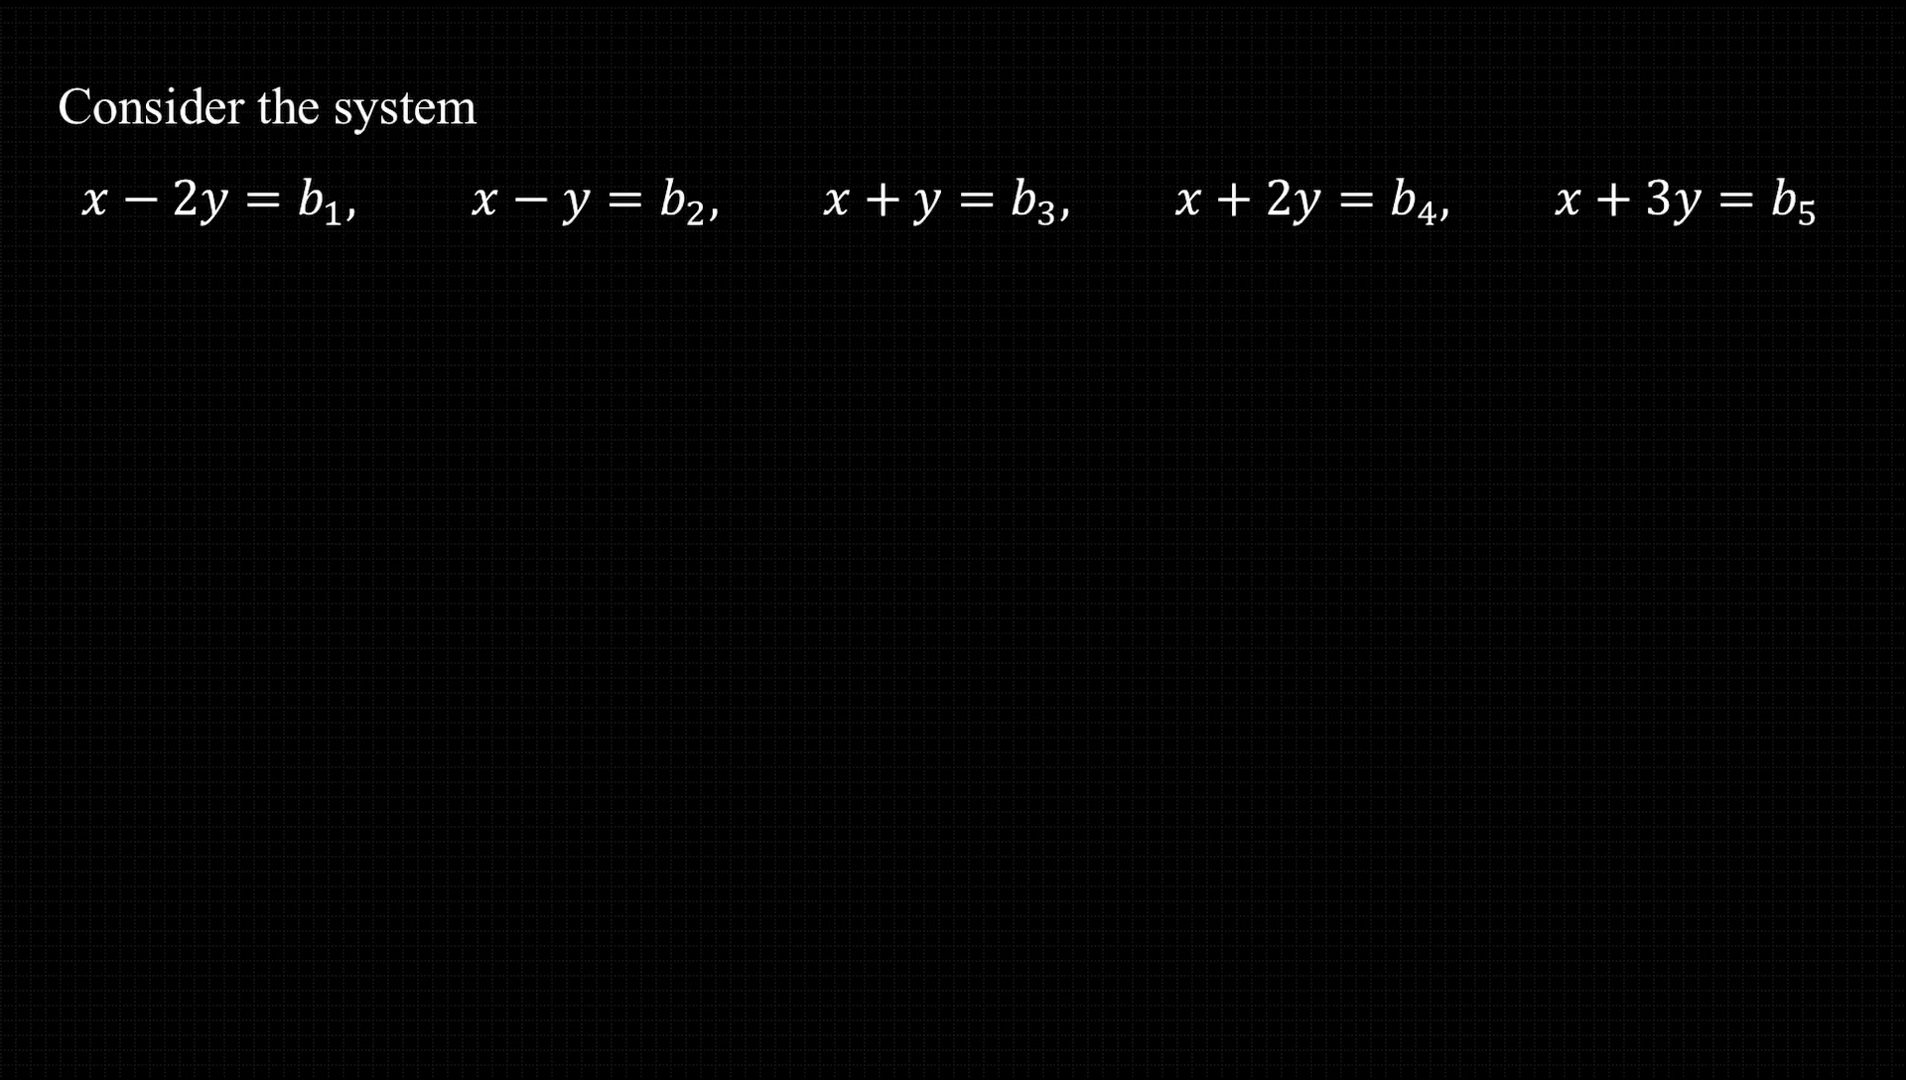 Consider the system
x − 2y = b₁, x − y = b₂, x + y = b₃, x + 2y = b₄, x + 3y = b₅